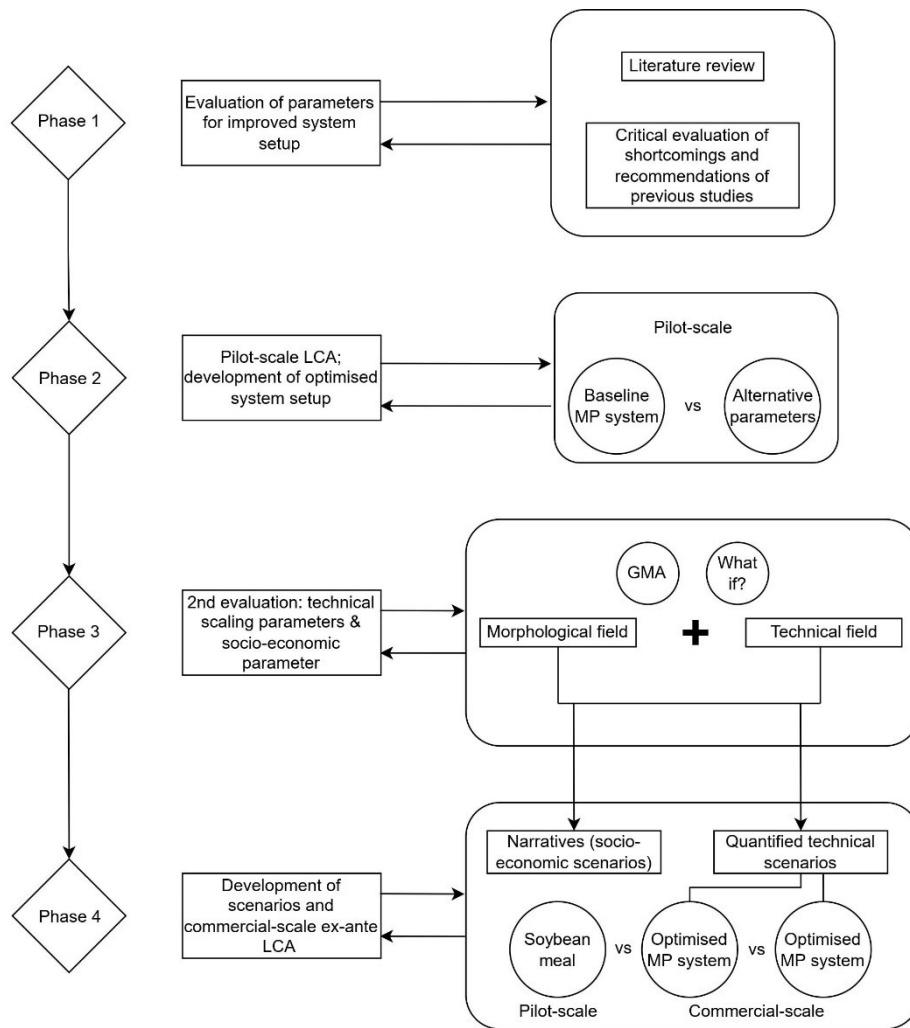 Phase 1
Evaluation of parameters
for improved system
setup
Literature review
Critical evaluation of
shortcomings and
recommendations of
previous studies
Phase 2
Pilot-scale LCA;
development of optimised
system setup
Pilot-scale
Baseline
MP system
vs
Alternative
parameters
Phase 3
2nd evaluation: technical
scaling parameters &
socio-economic
parameter
GMA
What
if?
Morphological field
+
Technical field
Phase 4
Development of
scenarios and
commercial-scale ex-ante
LCA
Narratives (socio-
economic scenarios)
Quantified technical
scenarios
Soybean
meal
vs
Optimised
MP system
vs
Optimised
MP system
Pilot-scale
Commercial-scale